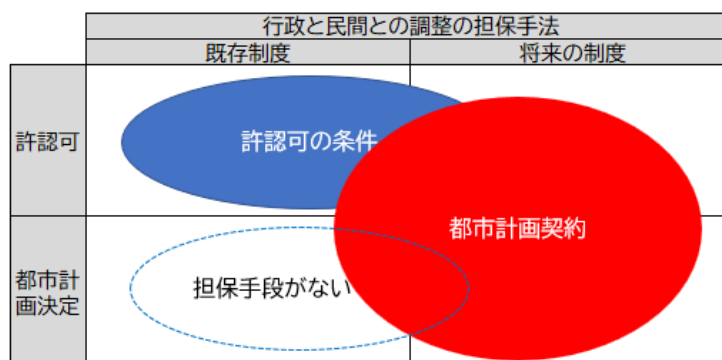 行政と民間との調整の担保手法
既存制度
将来の制度
許認可
許認可の条件
都市計画契約
都市計
画決定
担保手段がない